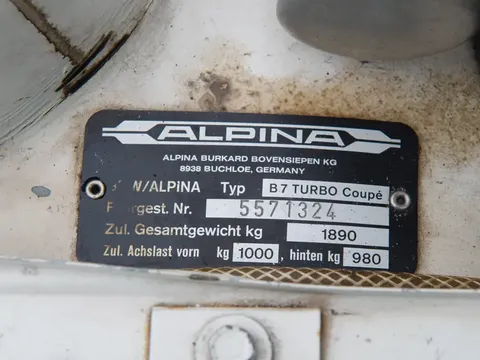 ALPINA
ALPINA BURKARD BOVENSIEPEN KG
8938 BUCHLOE, GERMANY
W/ALPINA Typ B7 TURBO Coupé
gest. Nr. 5571324
Zul. Gesamtgewicht kg 1890
Zul. Achslast vorn kg 1000, hinten kg 980